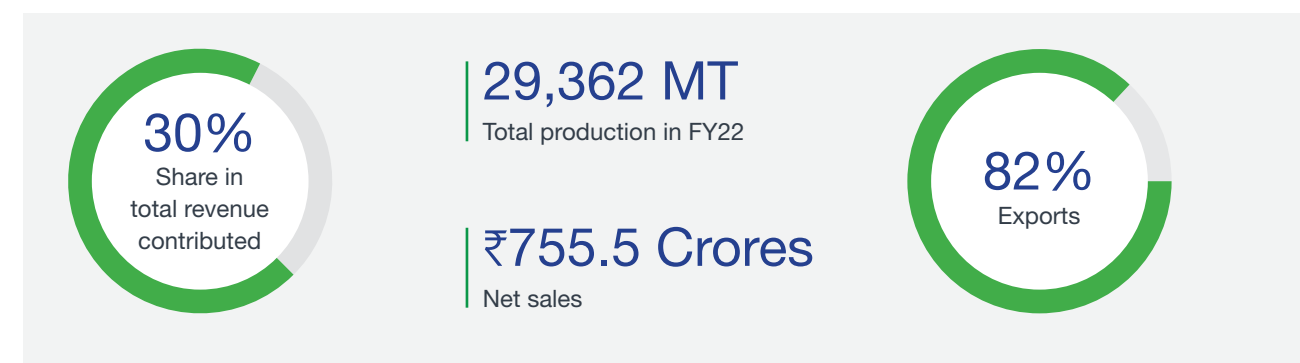 30%
Share in
total revenue
contributed
29,362 MT
Total production in FY22
₹755.5 Crores
Net sales
82%
Exports